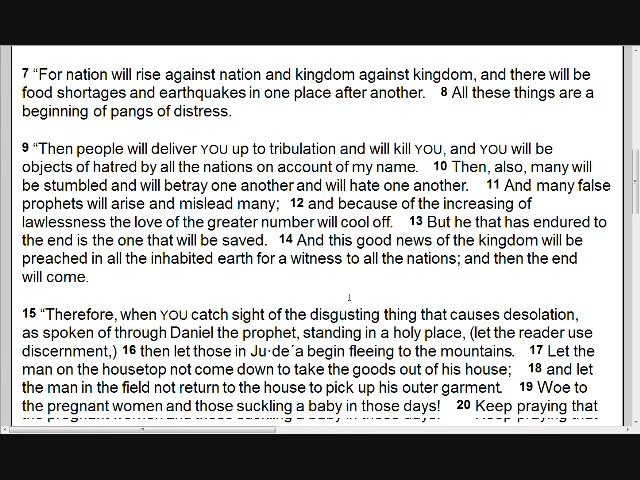 7 “For nation will rise against nation and kingdom against kingdom, and there will be
food shortages and earthquakes in one place after another. 8 All these things are a
beginning of pangs of distress.
9 “Then people will deliver YOU up to tribulation and will kill YOU, and YOU will be
objects of hatred by all the nations on account of my name. 10 Then, also, many will
be stumbled and will betray one another and will hate one another. 11 And many false
prophets will arise and mislead many; 12 and because of the increasing of
lawlessness the love of the greater number will cool off. 13 But he that has endured to
the end is the one that will be saved. 14 And this good news of the kingdom will be
preached in all the inhabited earth for a witness to all the nations; and then the end
will come.
15 “Therefore, when YOU catch sight of the disgusting thing that causes desolation,
as spoken of through Daniel the prophet, standing in a holy place, (let the reader use
discernment,) 16 then let those in Ju·de´a begin fleeing to the mountains. 17 Let the
man on the housetop not come down to take the goods out of his house; 18 and let
the man in the field not return to the house to pick up his outer garment. 19 Woe to
the pregnant women and those suckling a baby in those days! 20 Keep praying that